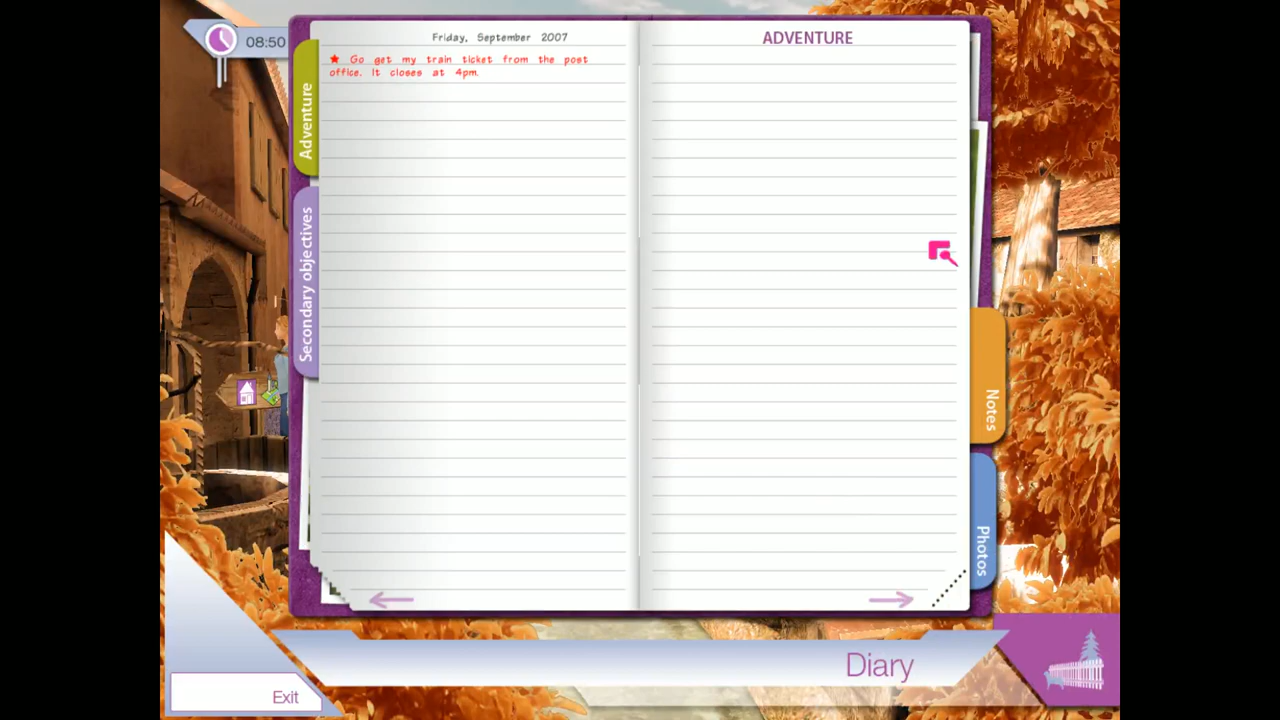 08:50
Friday, September 2007
ADVENTURE
★ Go get my train ticket from the post
office. It closes at 4pm.
Adventure
Secondary objectives
Notes
Photos
Diary
Exit